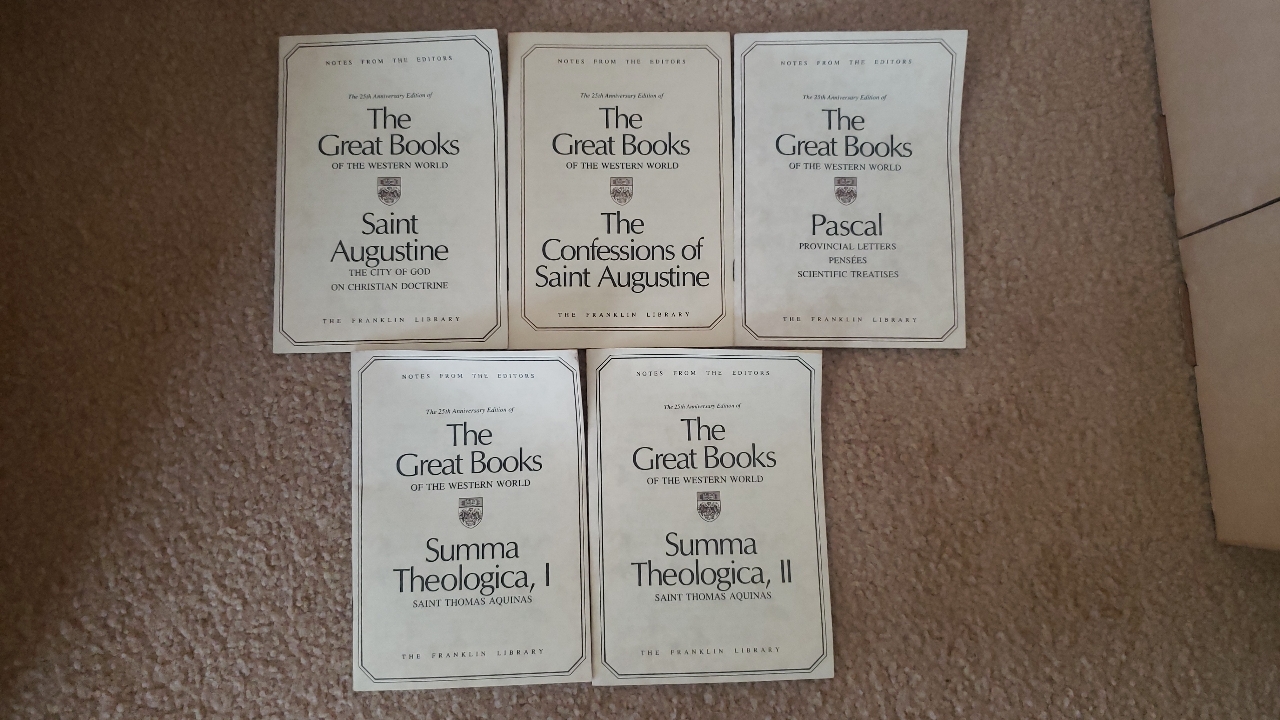 NOTES FROM THE EDITORS
The 25th Anniversary Edition of
The
Great Books
OF THE WESTERN WORLD
Saint
Augustine
THE CITY OF GOD
ON CHRISTIAN DOCTRINE
THE FRANKLIN LIBRARY
NOTES FROM THE EDITORS
The 25th Anniversary Edition of
The
Great Books
OF THE WESTERN WORLD
The
Confessions of
Saint Augustine
THE FRANKLIN LIBRARY
NOTES FROM THE EDITORS
The 25th Anniversary Edition of
The
Great Books
OF THE WESTERN WORLD
Pascal
PROVINCIAL LETTERS
PENSÉES
SCIENTIFIC TREATISES
THE FRANKLIN LIBRARY
NOTES FROM THE EDITORS
The 25th Anniversary Edition of
The
Great Books
OF THE WESTERN WORLD
Summa
Theologica, I
SAINT THOMAS AQUINAS
THE FRANKLIN LIBRARY
NOTES FROM THE EDITORS
The 25th Anniversary Edition of
The
Great Books
OF THE WESTERN WORLD
Summa
Theologica, II
SAINT THOMAS AQUINAS
THE FRANKLIN LIBRARY